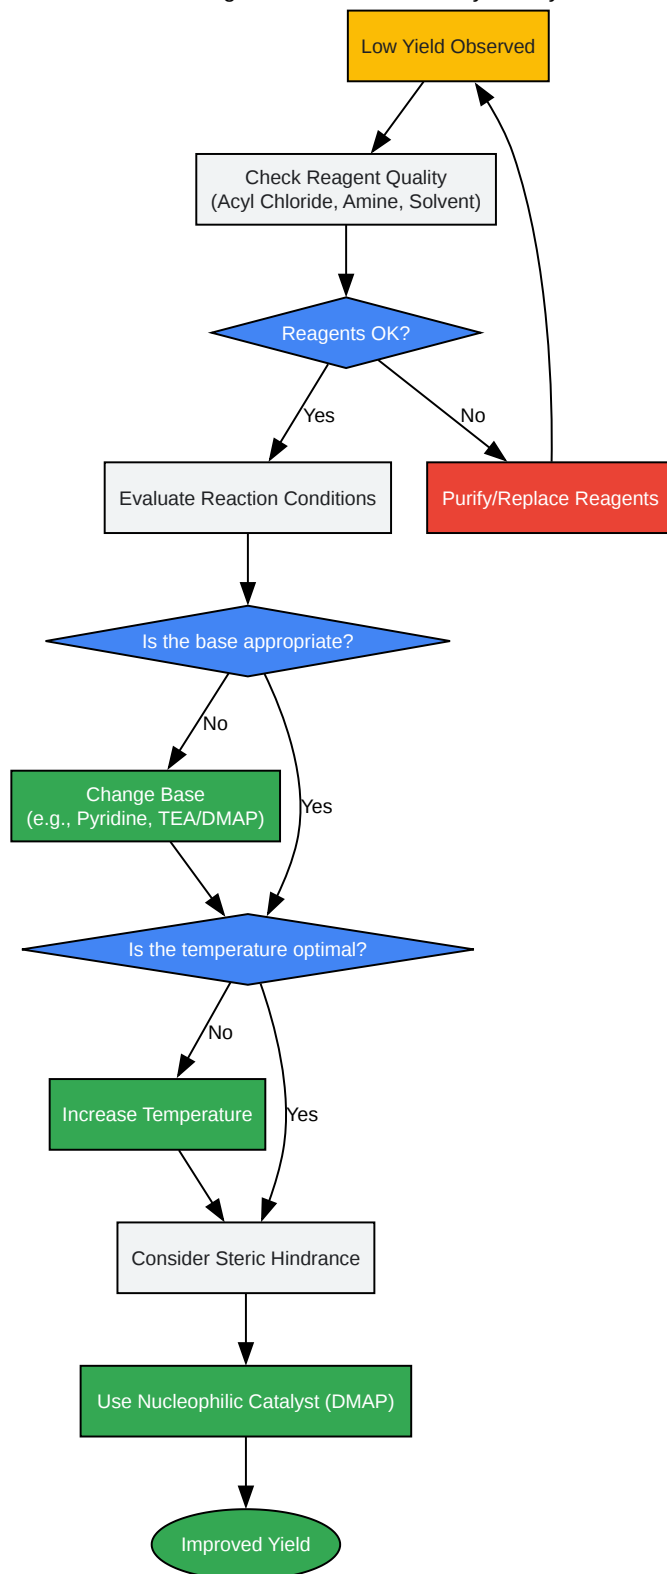 Low Yield Observed
Check Reagent Quality
(Acyl Chloride, Amine, Solvent)
Reagents OK?
Yes
No
Evaluate Reaction Conditions
Purify/Replace Reagents
Is the base appropriate?
No
Change Base
(e.g., Pyridine, TEA/DMAP)
Yes
Is the temperature optimal?
No
Increase Temperature
Yes
Consider Steric Hindrance
Use Nucleophilic Catalyst (DMAP)
Improved Yield